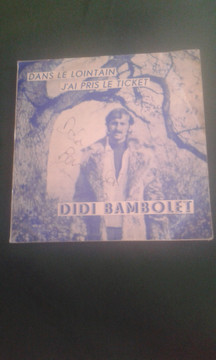 DANS LE LOINTAIN
J'AI PRIS LE TICKET
DIDI BAMBOLET